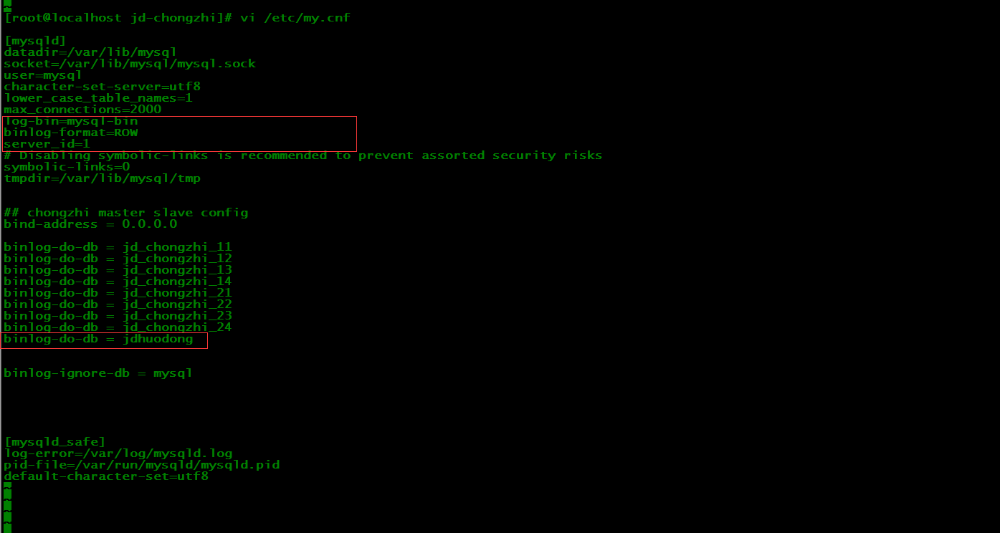 [root@localhost jd-chongzhi]# vi /etc/my.cnf
[mysqld]
datadir=/var/lib/mysql
socket=/var/lib/mysql/mysql.sock
user=mysql
character-set-server=utf8
lower_case_table_names=1
max_connections=2000
log-bin=mysql-bin
binlog-format=ROW
server_id=1
# Disabling symbolic-links is recommended to prevent assorted security risks
symbolic-links=0
tmpdir=/var/lib/mysql/tmp
## chongzhi master slave config
bind-address = 0.0.0.0
binlog-do-db = jd_chongzhi_11
binlog-do-db = jd_chongzhi_12
binlog-do-db = jd_chongzhi_13
binlog-do-db = jd_chongzhi_14
binlog-do-db = jd_chongzhi_21
binlog-do-db = jd_chongzhi_22
binlog-do-db = jd_chongzhi_23
binlog-do-db = jd_chongzhi_24
binlog-do-db = jdhuodong
binlog-ignore-db = mysql
[mysqld_safe]
log-error=/var/log/mysqld.log
pid-file=/var/run/mysqld/mysqld.pid
default-character-set=utf8
~
~
~
~
~